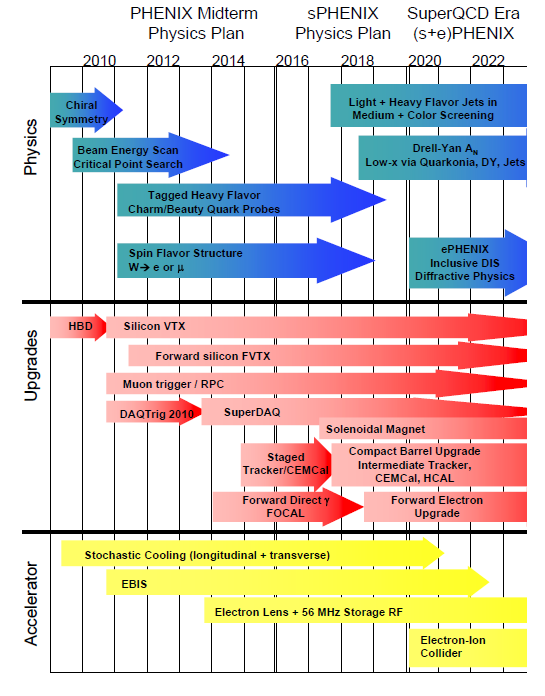 PHENIX Midterm
Physics Plan
sPHENIX
Physics Plan
SuperQCD Era
(s+e)PHENIX
2010
2012
2014
2016
2018
2020
2022
Physics
Chiral
Symmetry
Light + Heavy Flavor Jets in
Medium + Color Screening
Beam Energy Scan
Critical Point Search
Drell-Yan A_N
Low-x via Quarkonia, DY, Jets
Tagged Heavy Flavor
Charm/Beauty Quark Probes
Spin Flavor Structure
W→ e or μ
ePHENIX
Inclusive DIS
Diffractive Physics
Upgrades
HBD
Silicon VTX
Forward silicon FVTX
Muon trigger / RPC
DAQTrig 2010
SuperDAQ
Solenoidal Magnet
Staged
Tracker/CEMCal
Compact Barrel Upgrade
Intermediate Tracker,
CEMCal, HCAL
Forward Direct γ
FOCAL
Forward Electron
Upgrade
Accelerator
Stochastic Cooling (longitudinal + transverse)
EBIS
Electron Lens + 56 MHz Storage RF
Electron-Ion
Collider